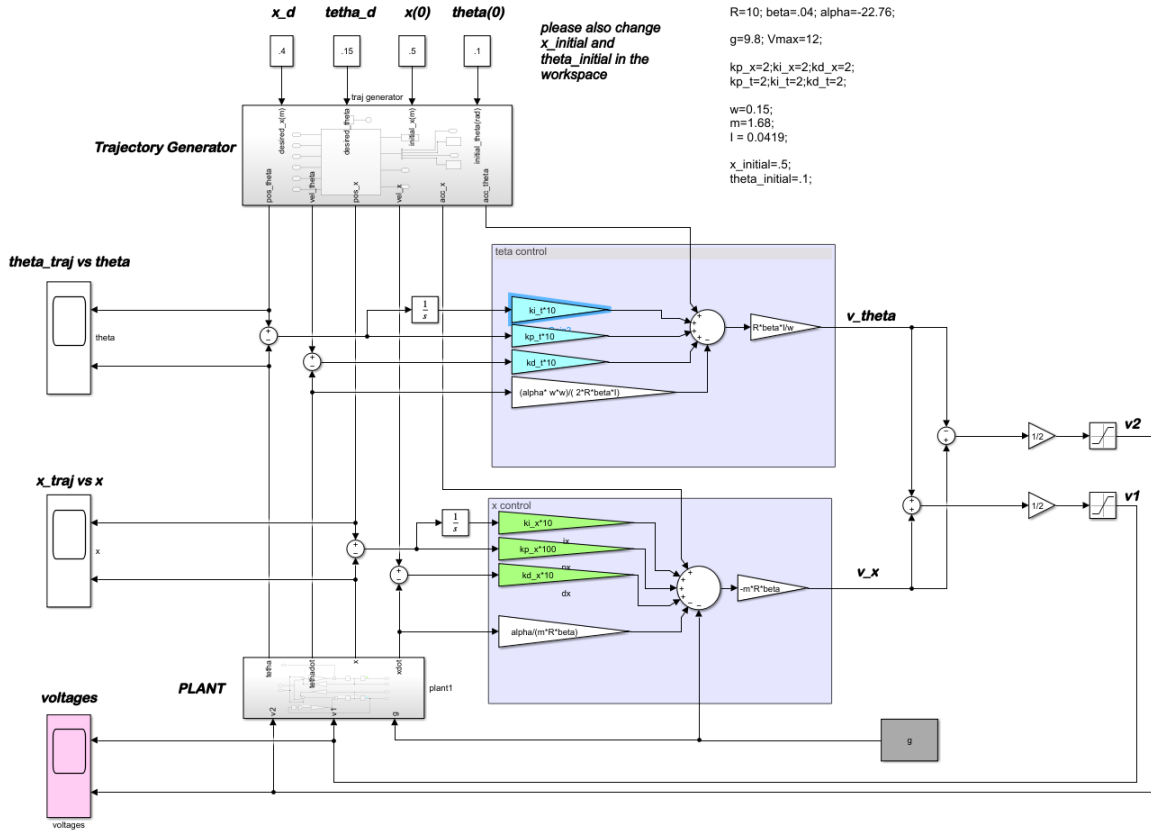 x_d
tetha_d
x(0)
theta(0)
please also change
x_initial and
theta_initial in the
workspace
R=10; beta=.04; alpha=-22.76;
g=9.8; Vmax=12;
kp_x=2;ki_x=2;kd_x=2;
kp_t=2;ki_t=2;kd_t=2;
w=0.15;
m=1.68;
I = 0.0419;
x_initial=.5;
theta_initial=.1;
.4
.15
.5
.1
traj generator
Trajectory Generator
desired_x(m)
desired_theta
initial_x(m)
initial_theta(rad)
pos_theta
vel_theta
pos_x
vel_x
acc_x
acc_theta
teta control
theta_traj vs theta
theta
1
s
ki_t*10
kp_t*10
kd_t*10
(alpha* w*w)/( 2*R*beta*I)
+
+
+
+
−
R*beta*I/w
v_theta
+
−
+
−
−
+
1/2
v2
x_traj vs x
x
x control
1
s
ki_x*10
ix
kp_x*100
kd_x*10
dx
alpha/(m*R*beta)
+
+
+
+
−
−
-m*R*beta
v_x
+
−
+
−
+
+
1/2
v1
PLANT
tetha
tethadot
x
xdot
v2
v1
g
plant1
voltages
voltages
g